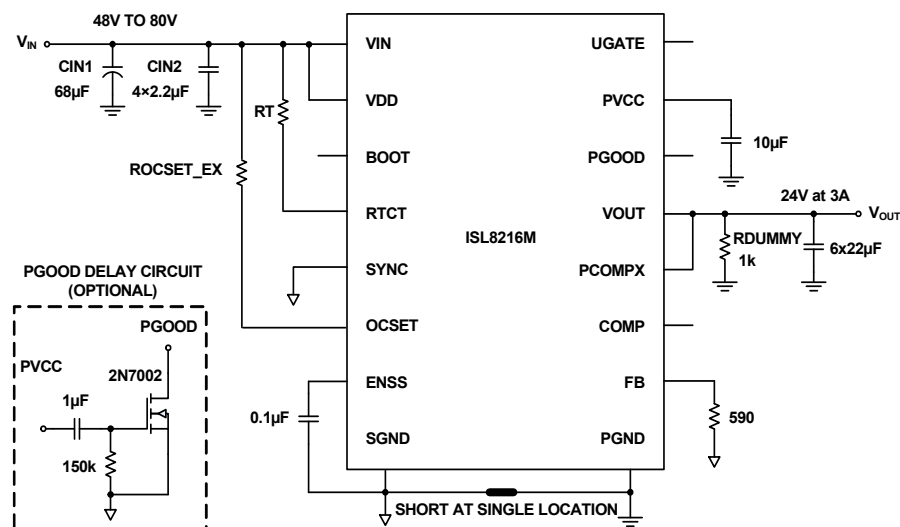 48V TO 80V
VIN
CIN1
68µF
CIN2
4×2.2µF
RT
ROCSET_EX
VIN
VDD
BOOT
RTCT
SYNC
OCSET
ENSS
SGND
ISL8216M
UGATE
PVCC
PGOOD
VOUT
PCOMPX
COMP
FB
PGND
10µF
24V at 3A
VOUT
RDUMMY
1k
6x22µF
590
0.1µF
SHORT AT SINGLE LOCATION
PGOOD DELAY CIRCUIT
(OPTIONAL)
PGOOD
PVCC
2N7002
1µF
150k